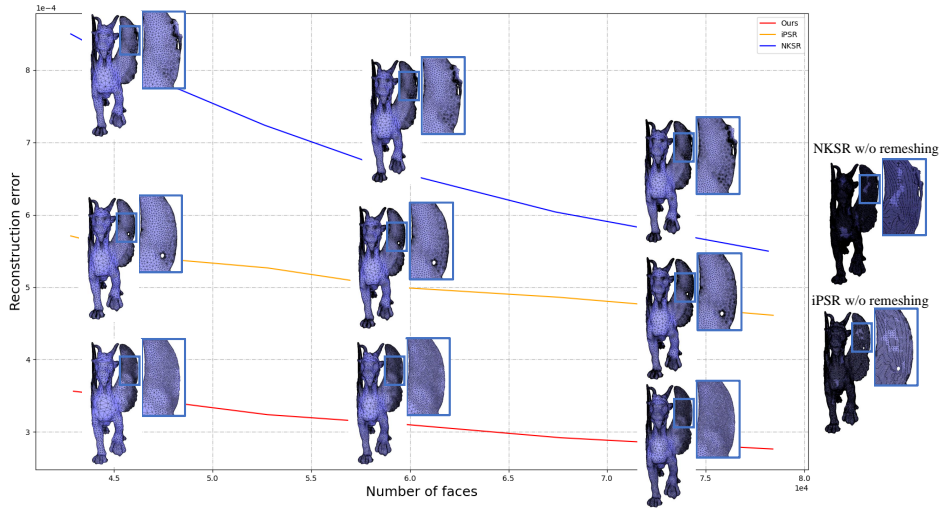 1e−4
Ours
iPSR
NKSR
8
7
6
5
4
3
Reconstruction error
4.5
5.0
5.5
6.0
6.5
7.0
7.5
8.0
1e4
Number of faces
NKSR w/o remeshing
iPSR w/o remeshing